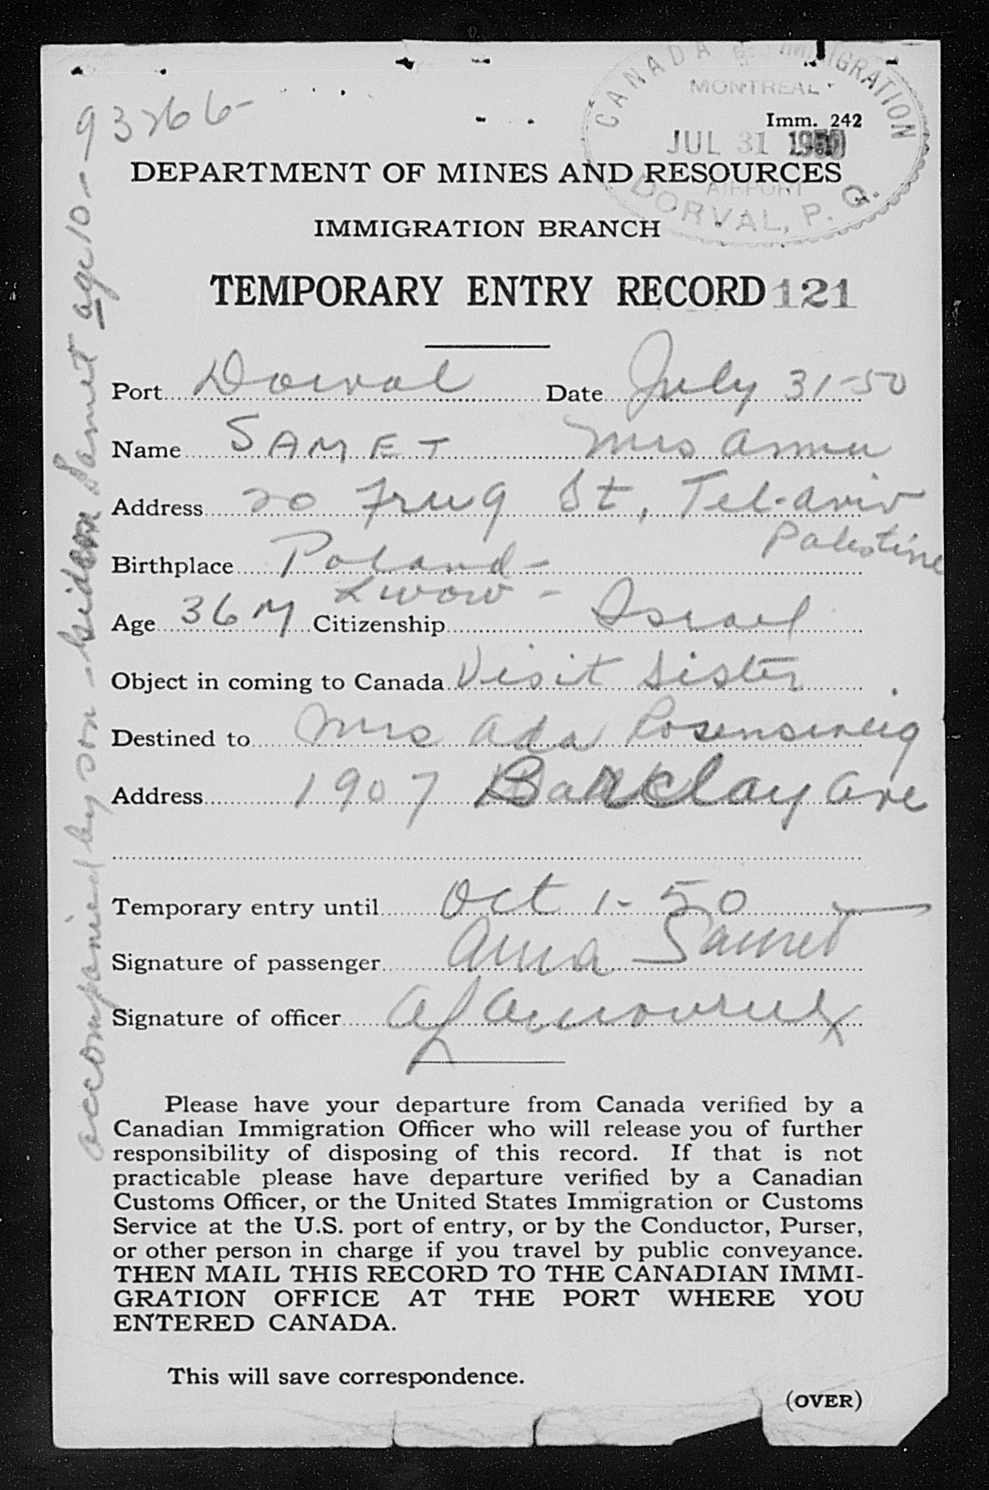 CANADA IMMIGRATION
MONTREAL
Imm. 242
JUL 31 1950
AIRPORT
DORVAL, P. Q.
93266
DEPARTMENT OF MINES AND RESOURCES
IMMIGRATION BRANCH
TEMPORARY ENTRY RECORD 121
Port Dorval Date July 31-50
Name SAMET Mrs Anna
Address 20 Frug St, Tel-Aviv
Palestine
Birthplace Poland -
Lwow -
Age 36 M Citizenship Israel
Object in coming to Canada Visit Sister
Destined to Mrs Ada Rosensweig
Address 1907 Barclay Ave
Temporary entry until Oct 1-50
Signature of passenger Anna Samet
Signature of officer
accompanied by son - Gideon Samet age 10 -
Please have your departure from Canada verified by a
Canadian Immigration Officer who will release you of further
responsibility of disposing of this record. If that is not
practicable please have departure verified by a Canadian
Customs Officer, or the United States Immigration or Customs
Service at the U.S. port of entry, or by the Conductor, Purser,
or other person in charge if you travel by public conveyance.
THEN MAIL THIS RECORD TO THE CANADIAN IMMI-
GRATION OFFICE AT THE PORT WHERE YOU
ENTERED CANADA.
This will save correspondence.
(OVER)